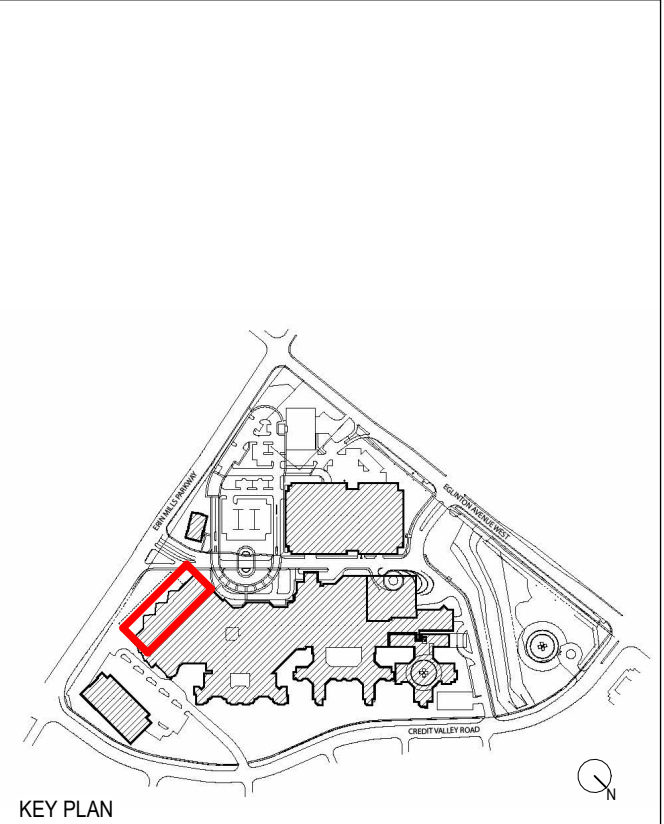 ERIN MILLS PARKWAY
EGLINTON AVENUE WEST
CREDIT VALLEY ROAD
N
KEY PLAN